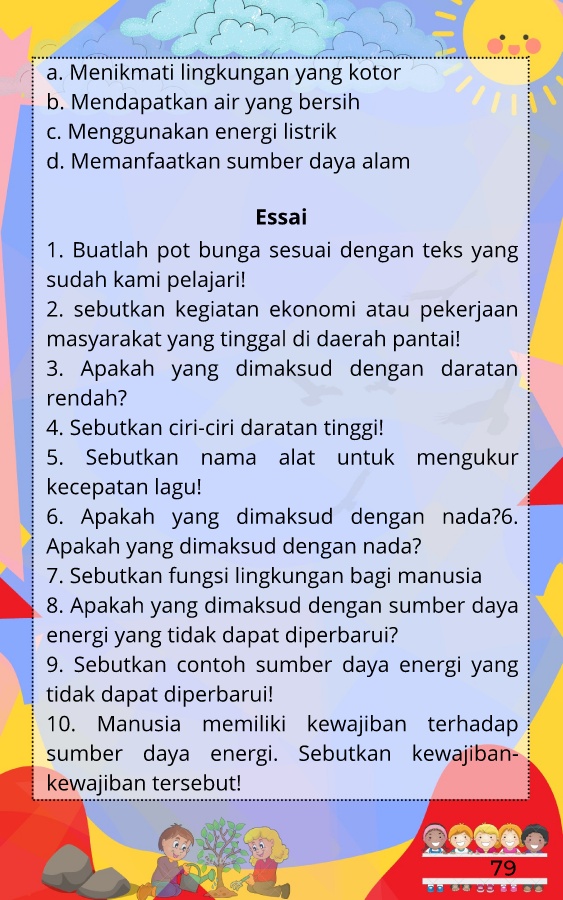 a. Menikmati lingkungan yang kotor
b. Mendapatkan air yang bersih
c. Menggunakan energi listrik
d. Memanfaatkan sumber daya alam
Essai
1. Buatlah pot bunga sesuai dengan teks yang
sudah kami pelajari!
2. sebutkan kegiatan ekonomi atau pekerjaan
masyarakat yang tinggal di daerah pantai!
3. Apakah yang dimaksud dengan daratan
rendah?
4. Sebutkan ciri-ciri daratan tinggi!
5. Sebutkan nama alat untuk mengukur
kecepatan lagu!
6. Apakah yang dimaksud dengan nada?6.
Apakah yang dimaksud dengan nada?
7. Sebutkan fungsi lingkungan bagi manusia
8. Apakah yang dimaksud dengan sumber daya
energi yang tidak dapat diperbarui?
9. Sebutkan contoh sumber daya energi yang
tidak dapat diperbarui!
10. Manusia memiliki kewajiban terhadap
sumber daya energi. Sebutkan kewajiban-
kewajiban tersebut!
79